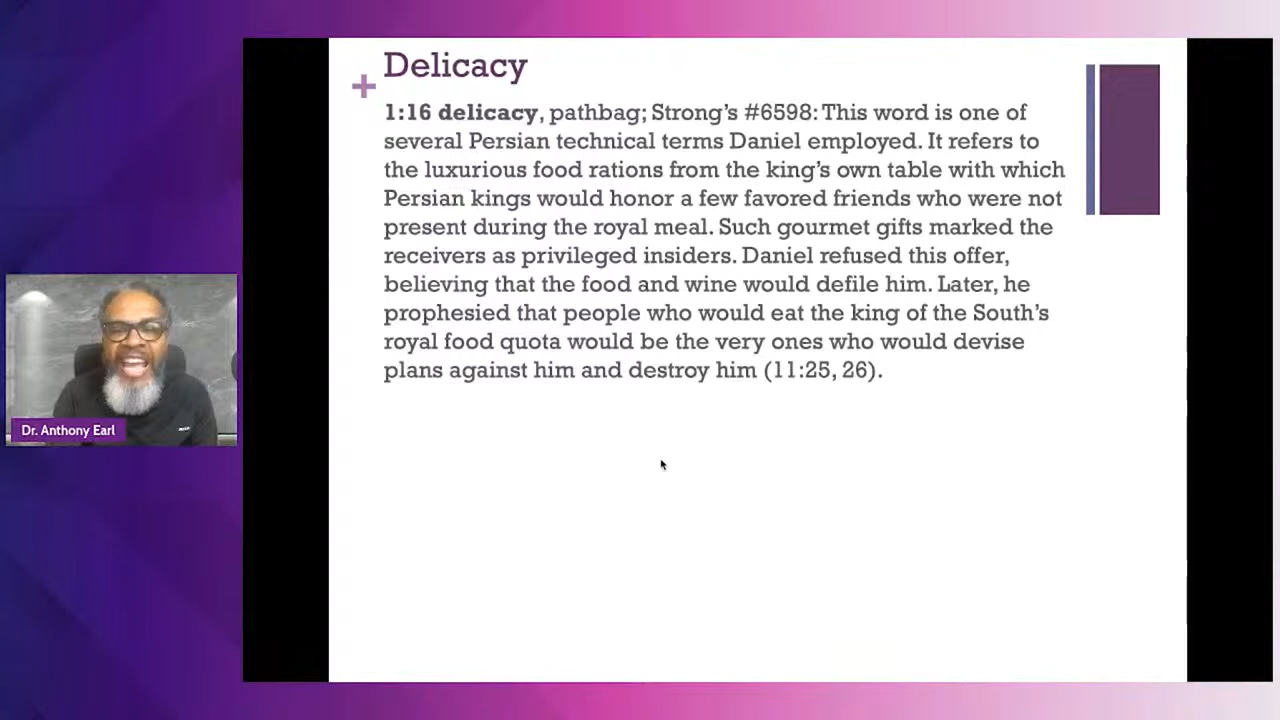 Delicacy
+
1:16 delicacy, pathbag; Strong's #6598: This word is one of
several Persian technical terms Daniel employed. It refers to
the luxurious food rations from the king's own table with which
Persian kings would honor a few favored friends who were not
present during the royal meal. Such gourmet gifts marked the
receivers as privileged insiders. Daniel refused this offer,
believing that the food and wine would defile him. Later, he
prophesied that people who would eat the king of the South's
royal food quota would be the very ones who would devise
plans against him and destroy him (11:25, 26).
Dr. Anthony Earl